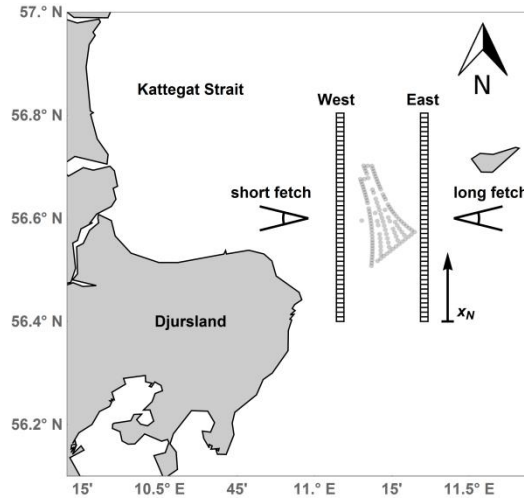 57.° N
Kattegat Strait
N
56.8° N
West
East
short fetch
long fetch
56.6° N
Djursland
x_N
56.4° N
56.2° N
15' 10.5° E 45' 11.° E 15' 11.5° E